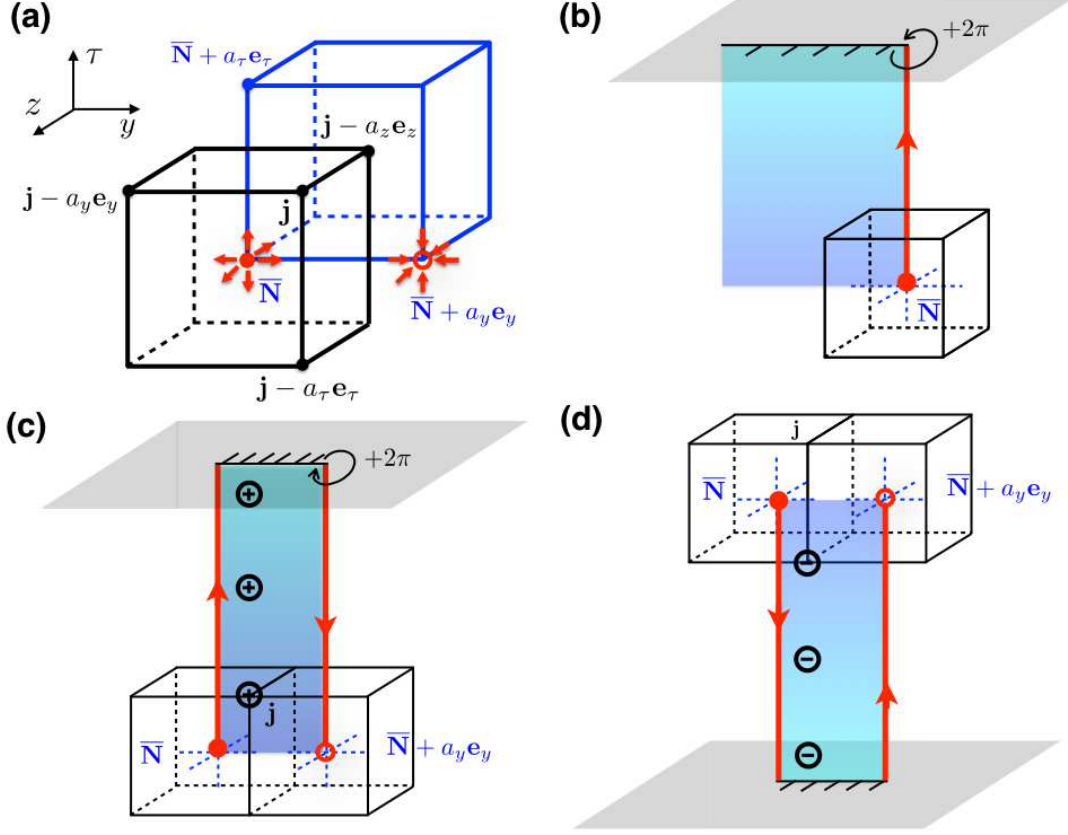 (a)
τ
z
y
N̅ + a_τ e_τ
j − a_z e_z
j − a_y e_y
j
N̅
N̅ + a_y e_y
j − a_τ e_τ
(b)
+2π
N̅
(c)
+2π
j
N̅
N̅ + a_y e_y
(d)
j
N̅
N̅ + a_y e_y